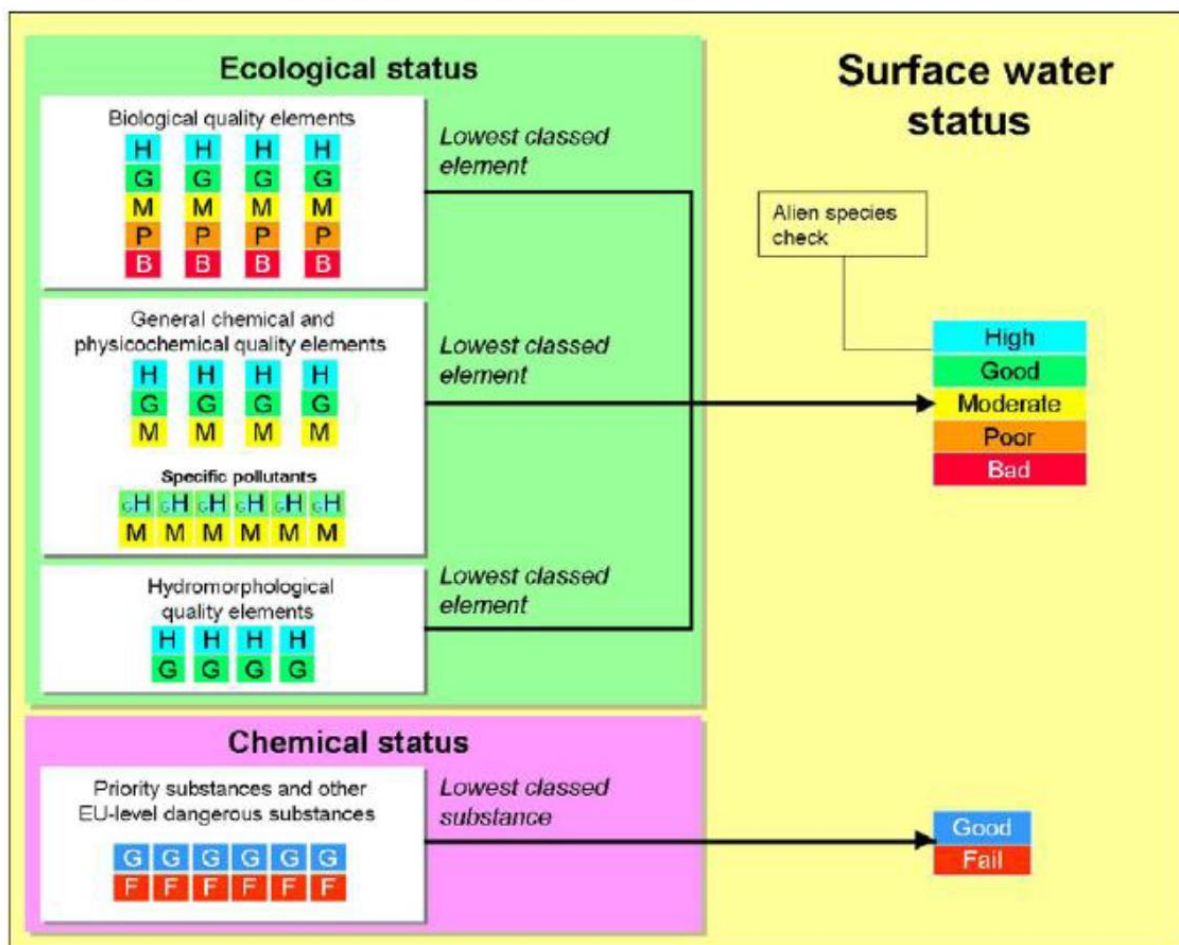 Ecological status
Surface water
status
Biological quality elements
H H H H
G G G G
M M M M
P P P P
B B B B
Lowest classed
element
Alien species
check
General chemical and
physicochemical quality elements
H H H H
G G G G
M M M M
Lowest classed
element
Specific pollutants
GH GH GH GH GH GH
M M M M M M
High
Good
Moderate
Poor
Bad
Hydromorphological
quality elements
H H H H
G G G G
Lowest classed
element
Chemical status
Priority substances and other
EU-level dangerous substances
G G G G G G
F F F F F F
Lowest classed
substance
Good
Fail